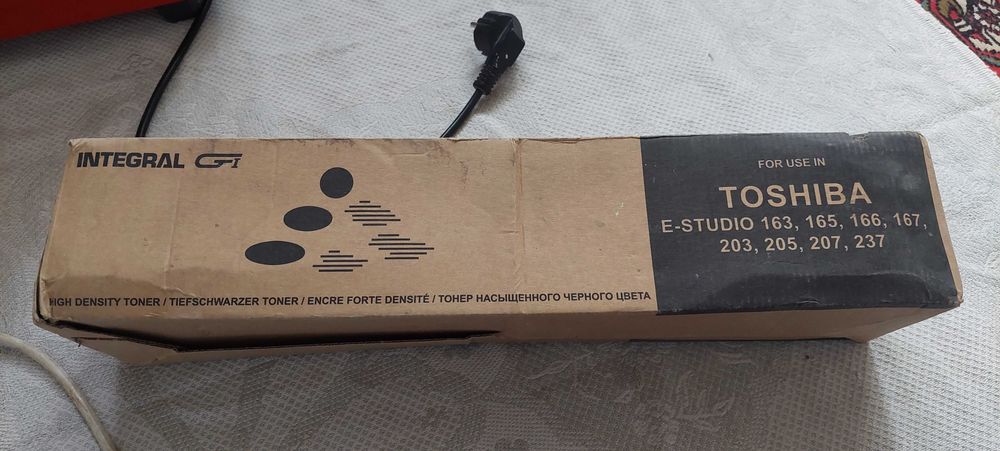 INTEGRAL GI
FOR USE IN
TOSHIBA
E-STUDIO 163, 165, 166, 167,
203, 205, 207, 237
HIGH DENSITY TONER / TIEFSCHWARZER TONER / ENCRE FORTE DENSITÉ / ТОНЕР НАСЫЩЕННОГО ЧЕРНОГО ЦВЕТА